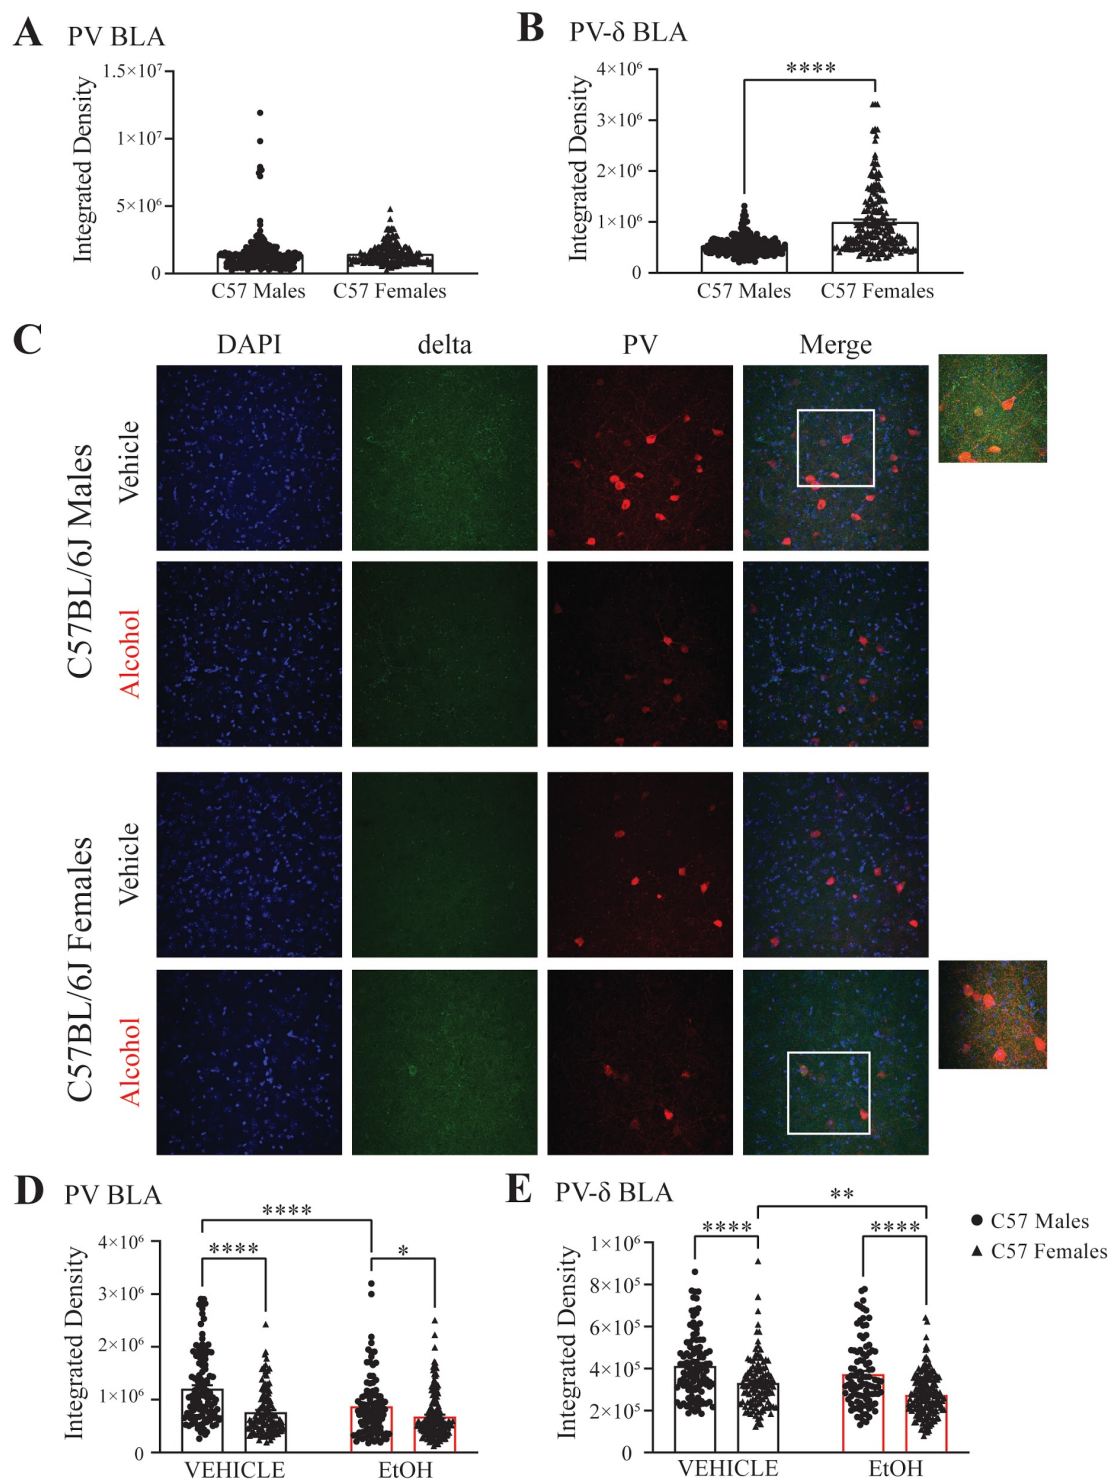 A PV BLA
Integrated Density
1.5×10⁷
1×10⁷
5×10⁶
0
C57 Males C57 Females
B PV-δ BLA
Integrated Density
4×10⁶
3×10⁶
2×10⁶
1×10⁶
0
****
C57 Males C57 Females
C
DAPI delta PV Merge
C57BL/6J Males
Vehicle
Alcohol
C57BL/6J Females
Vehicle
Alcohol
D PV BLA
Integrated Density
4×10⁶
3×10⁶
2×10⁶
1×10⁶
0
****
**** *
VEHICLE EtOH
E PV-δ BLA
Integrated Density
1×10⁶
8×10⁵
6×10⁵
4×10⁵
2×10⁵
0
**
**** ****
VEHICLE EtOH
C57 Males
C57 Females